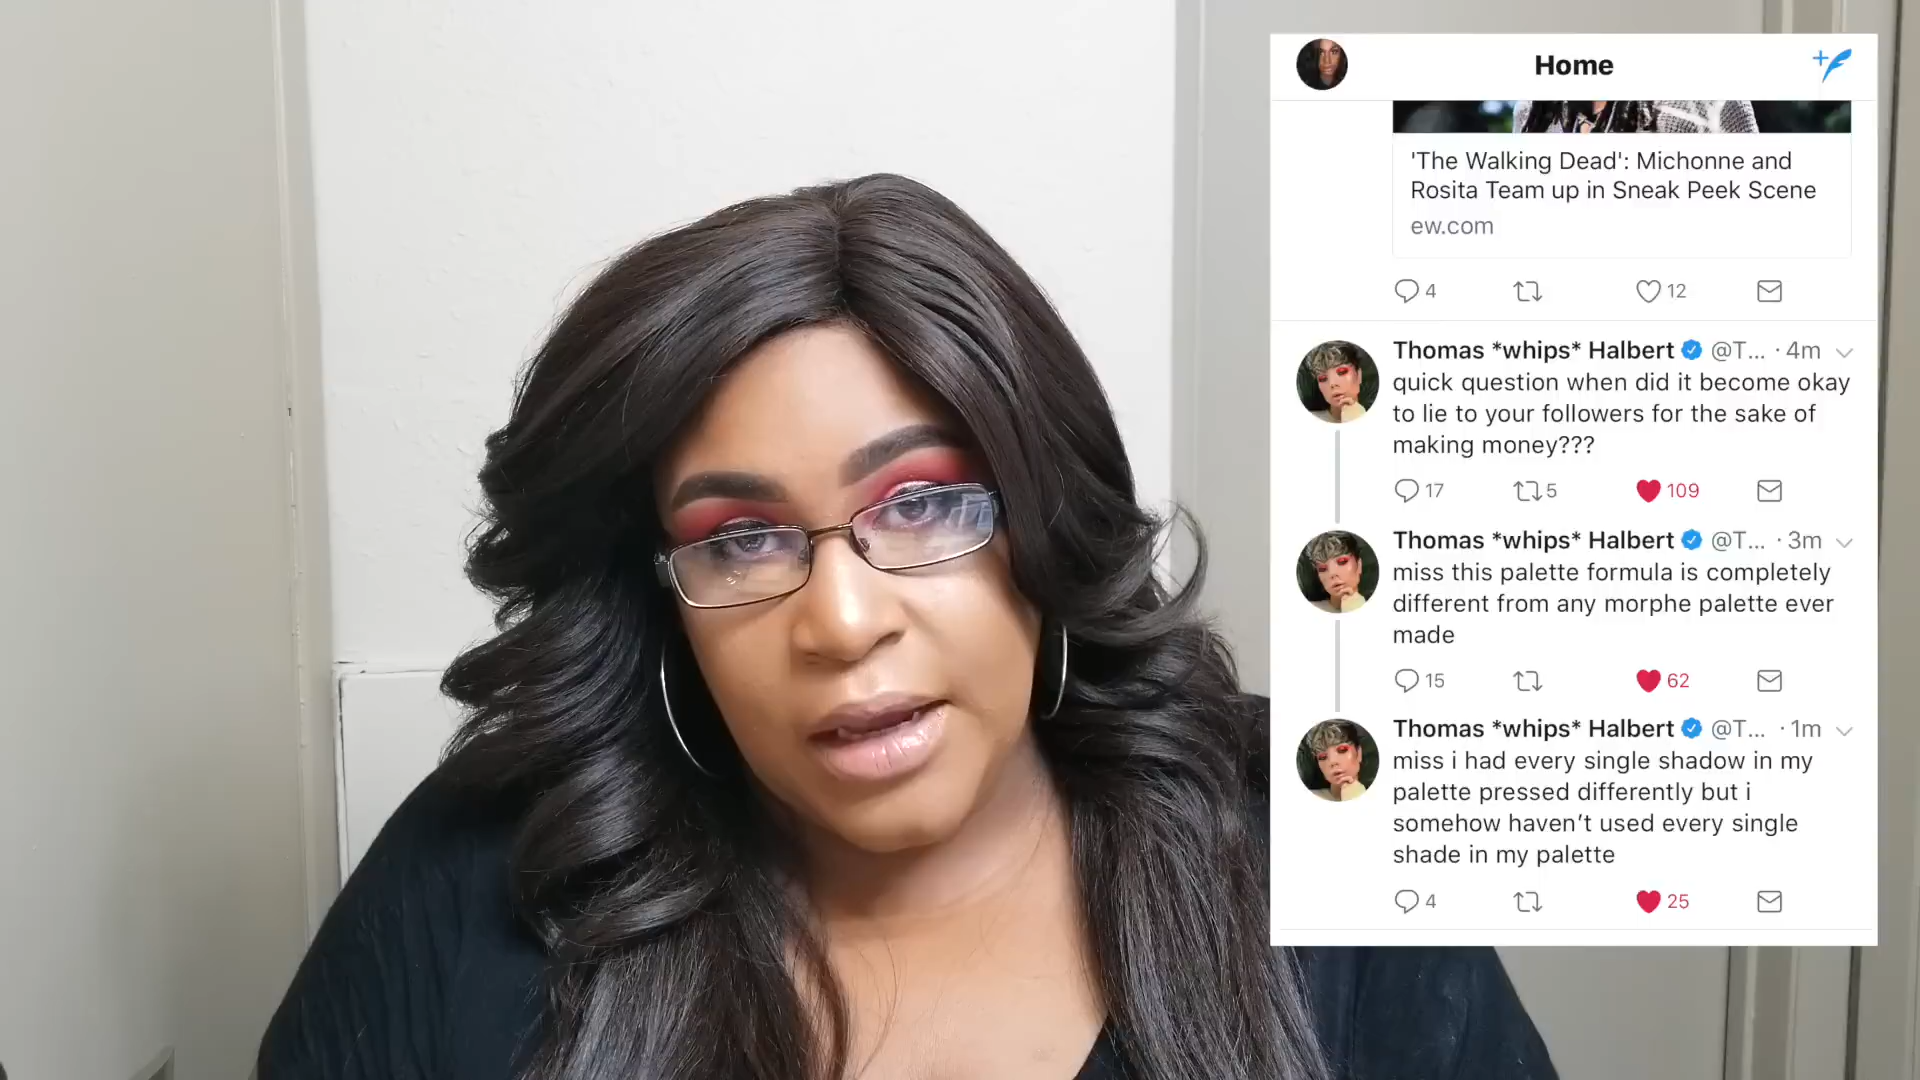 Home
'The Walking Dead': Michonne and
Rosita Team up in Sneak Peek Scene
ew.com
4
12
Thomas *whips* Halbert @T... · 4m
quick question when did it become okay
to lie to your followers for the sake of
making money???
17 5 109
Thomas *whips* Halbert @T... · 3m
miss this palette formula is completely
different from any morphe palette ever
made
15 62
Thomas *whips* Halbert @T... · 1m
miss i had every single shadow in my
palette pressed differently but i
somehow haven’t used every single
shade in my palette
4 25